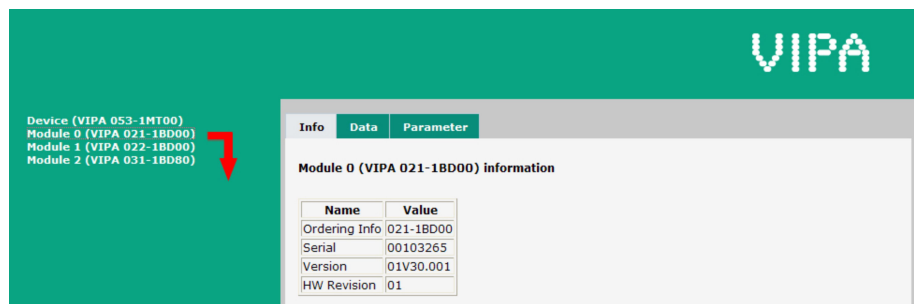 VIPA
Device (VIPA 053-1MT00)
Module 0 (VIPA 021-1BD00)
Module 1 (VIPA 022-1BD00)
Module 2 (VIPA 031-1BD80)
Info Data Parameter
Module 0 (VIPA 021-1BD00) information
Name Value
Ordering Info 021-1BD00
Serial 00103265
Version 01V30.001
HW Revision 01